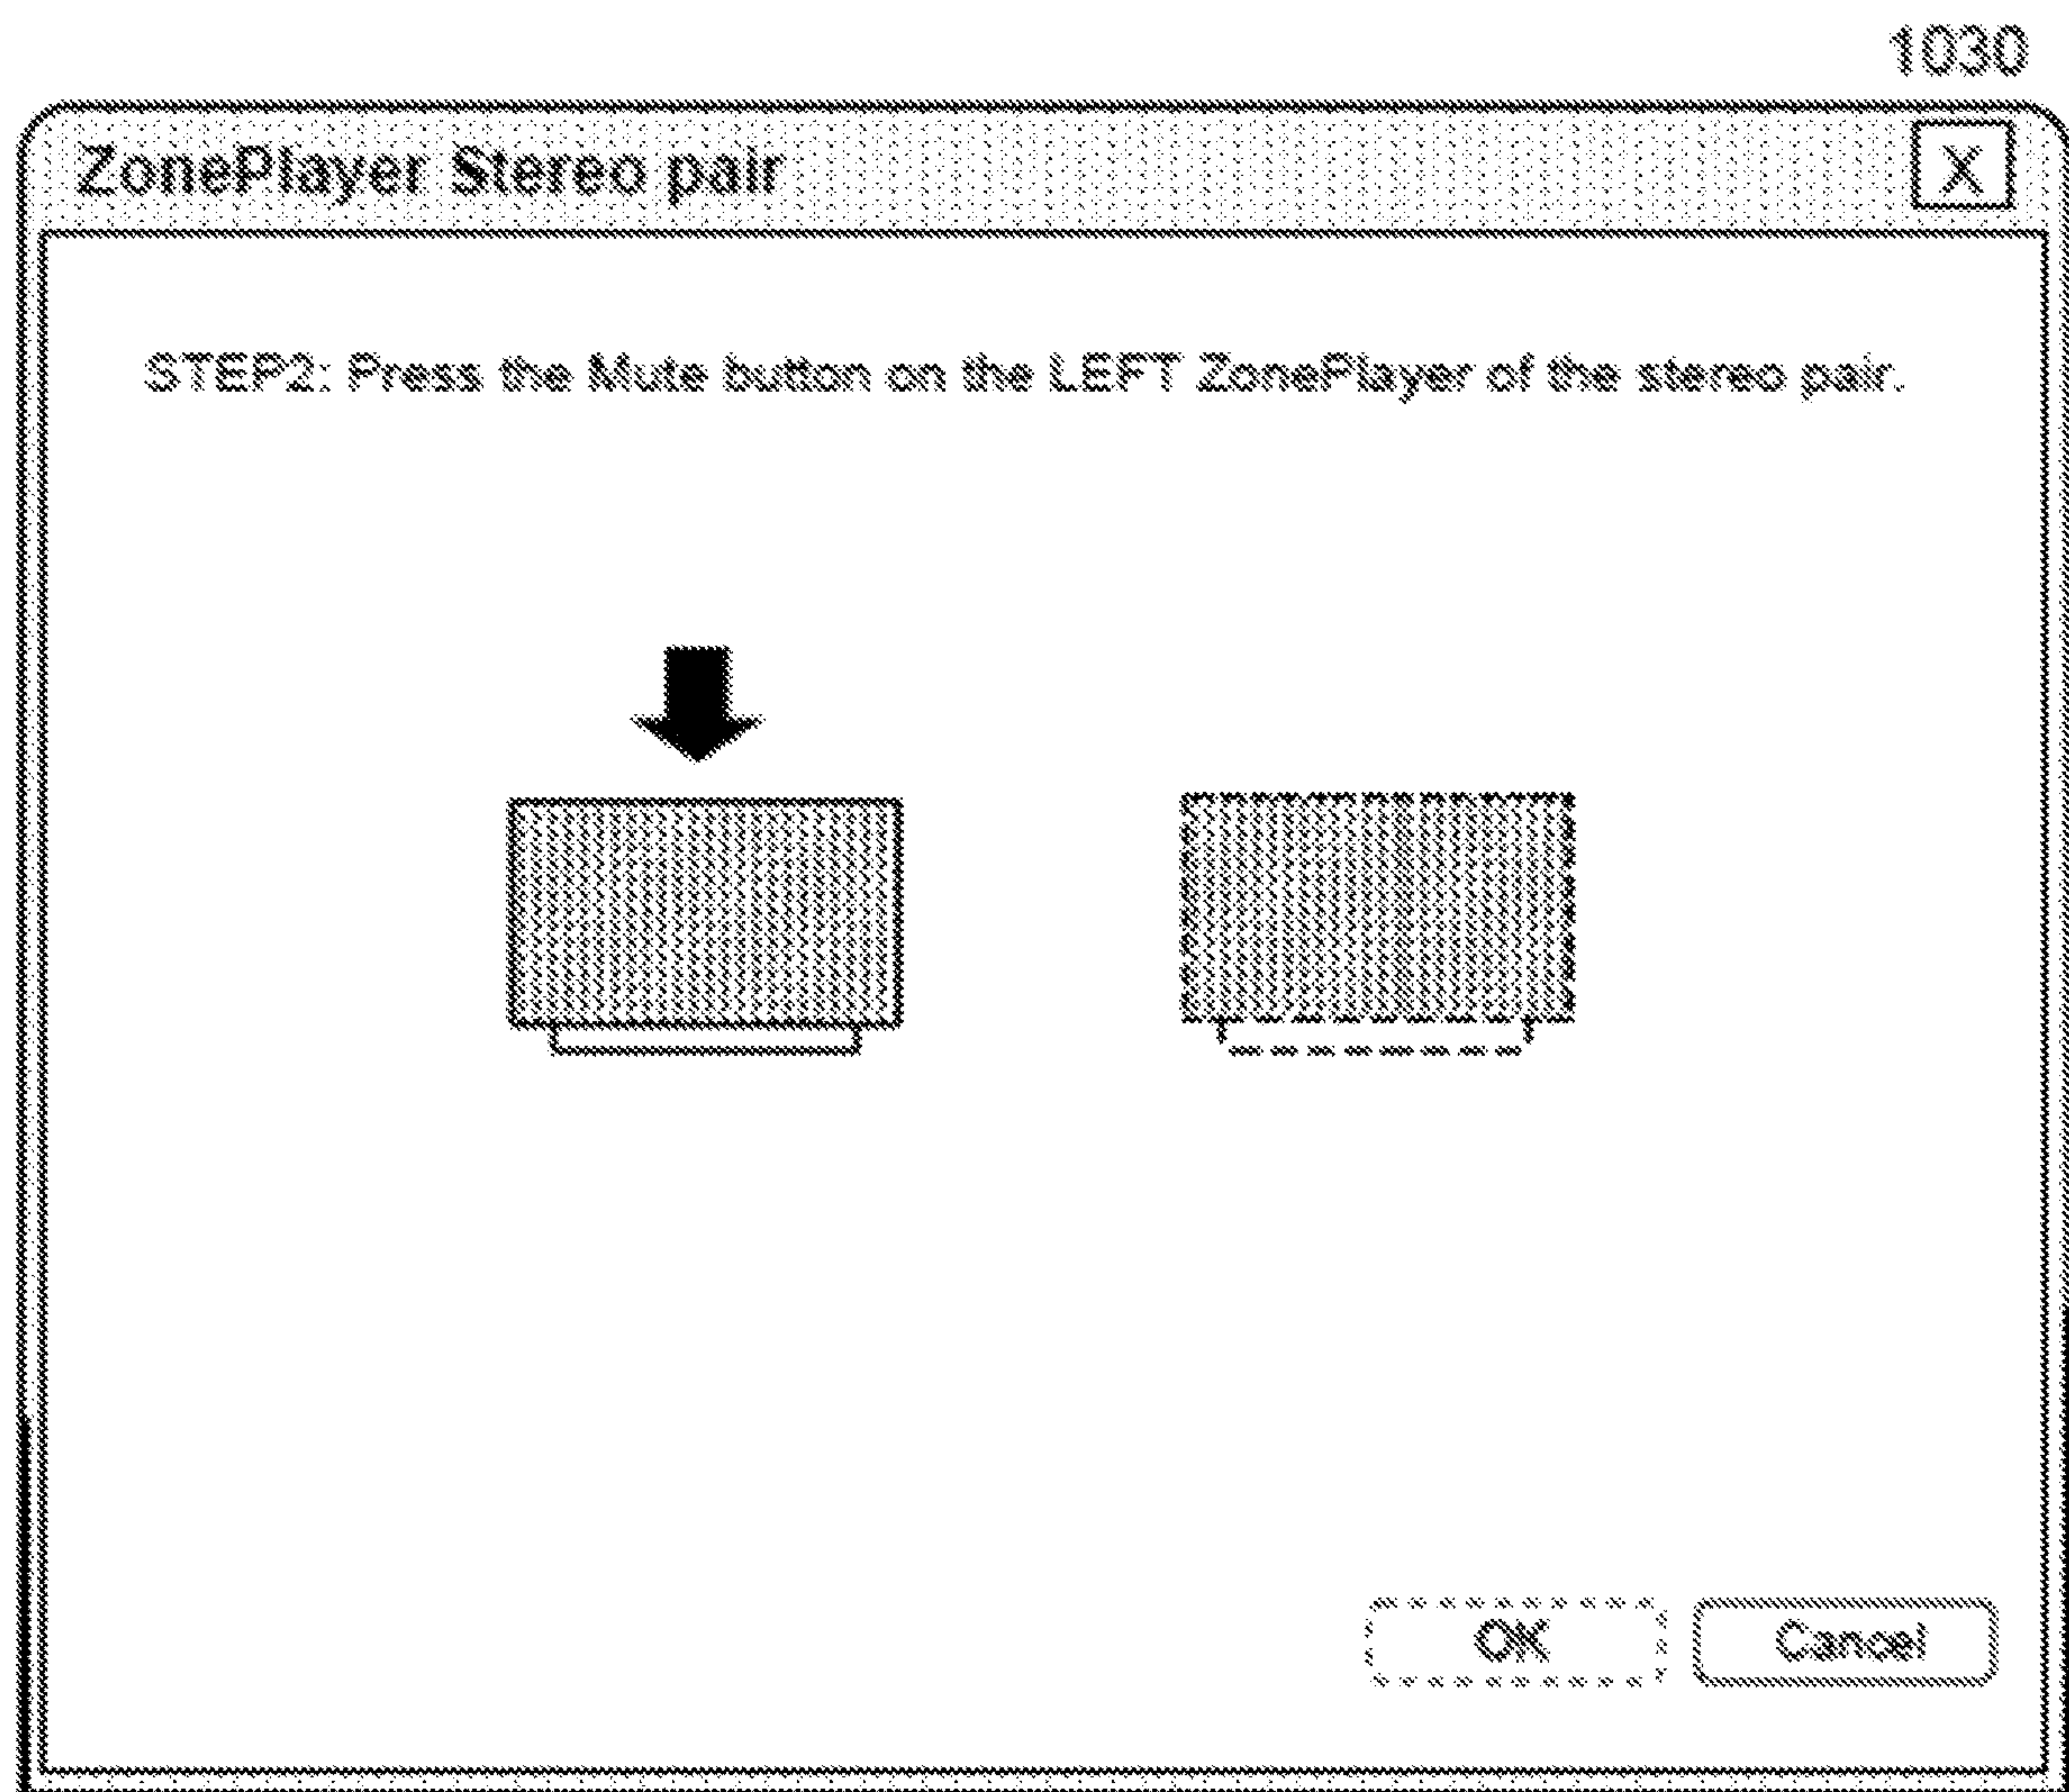 1030
ZonePlayer Stereo pair
X
STEP2: Press the Mute button on the LEFT ZonePlayer of the stereo pair.
OK
Cancel